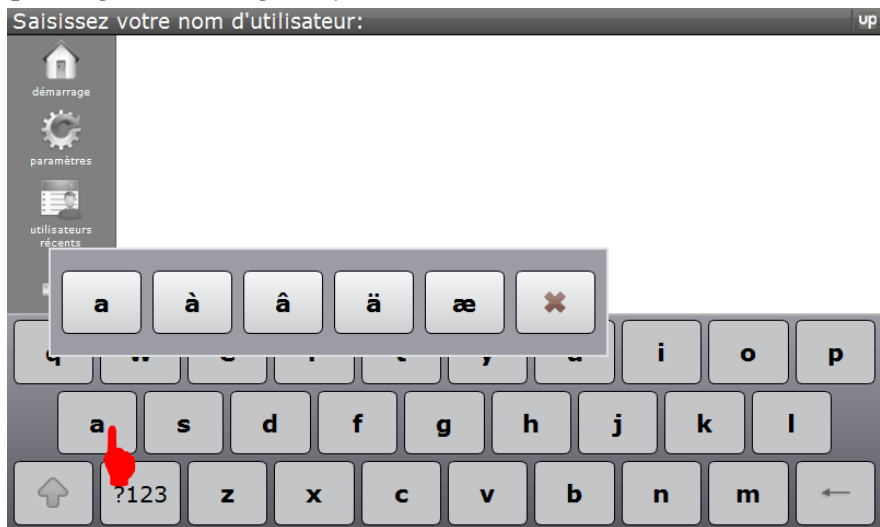 Saisissez votre nom d'utilisateur:
up
démarrage
paramètres
utilisateurs
récents
a à â ä æ
i o p
a s d f g h j k l
?123 z x c v b n m